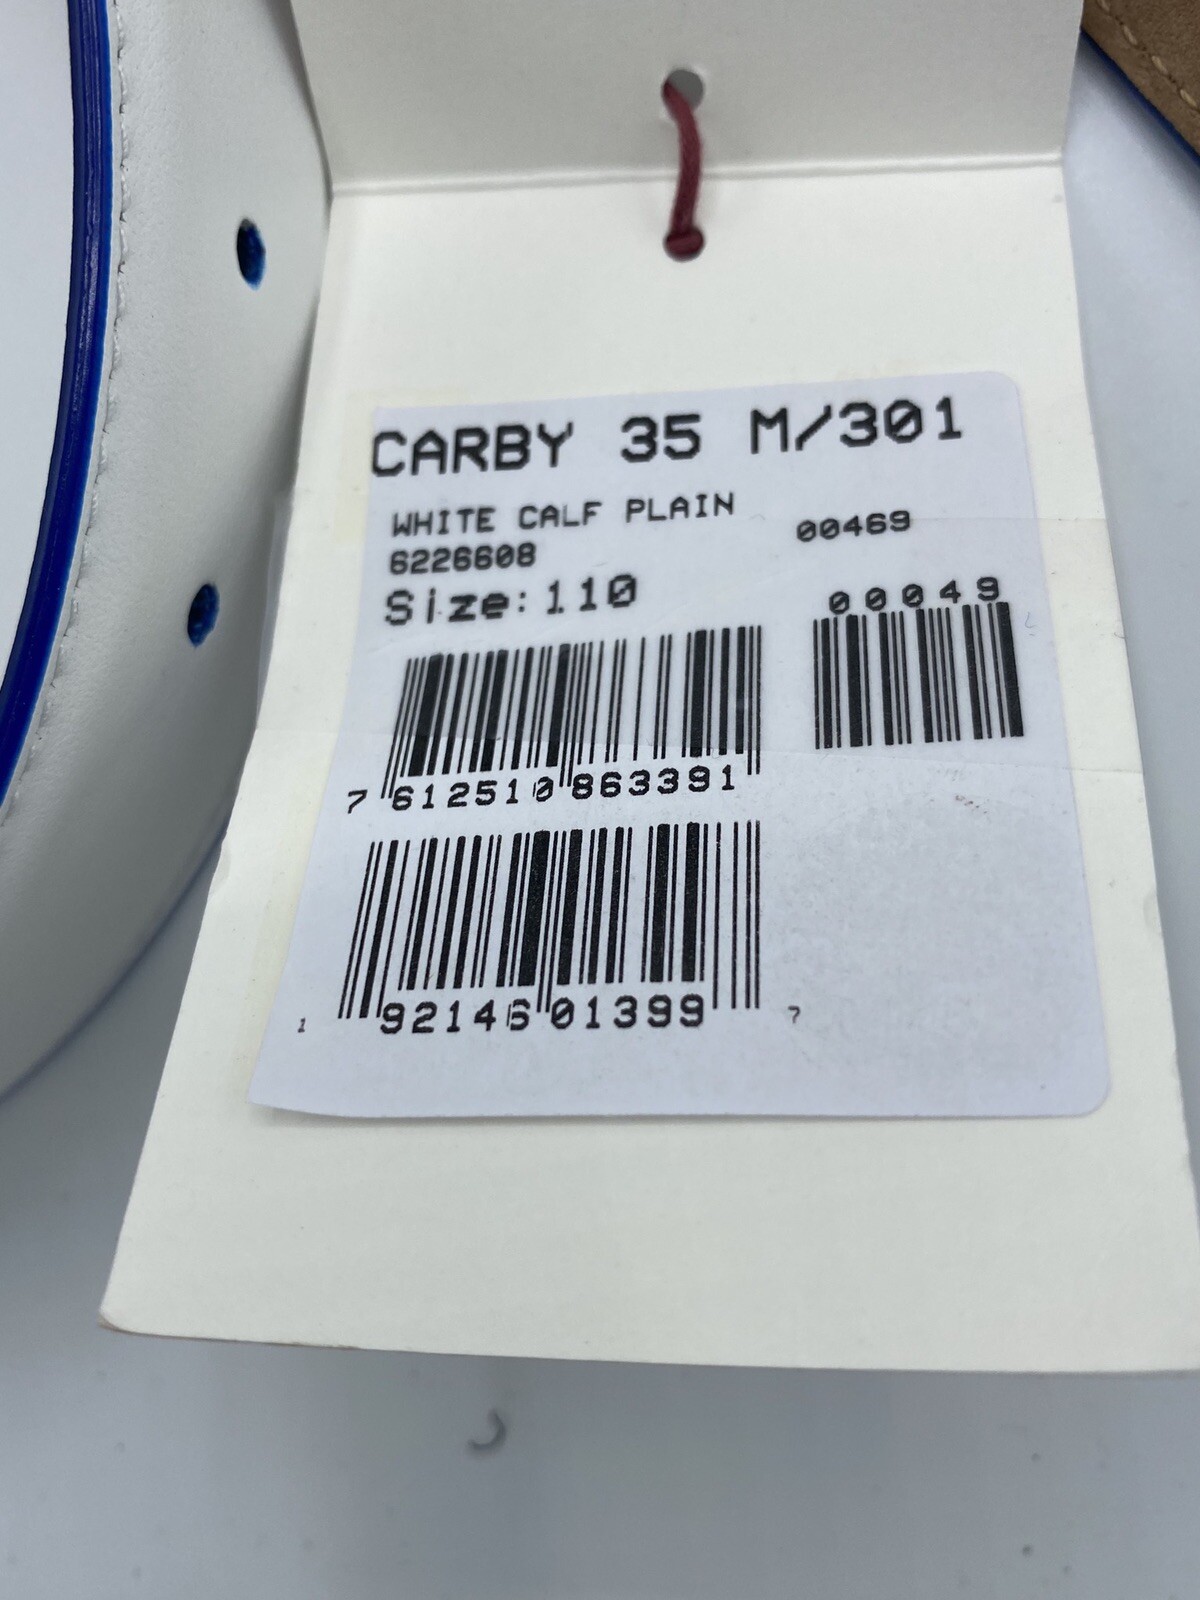 CARBY 35 M/301
WHITE CALF PLAIN
00469
6226608
Size:110
00049
7 612510 863391
1 92146 01399 7